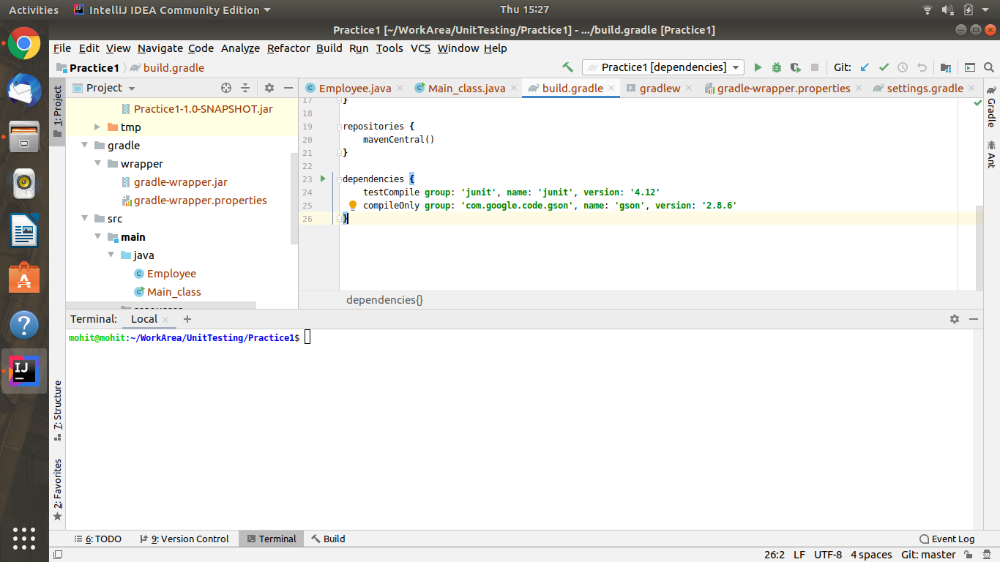 Activities IntelliJ IDEA Community Edition Thu 15:27
Practice1 [~/WorkArea/UnitTesting/Practice1] - .../build.gradle [Practice1]
File Edit View Navigate Code Analyze Refactor Build Run Tools VCS Window Help
Practice1 build.gradle Practice1 [dependencies] Git:
1: Project
Project
Employee.java Main_class.java build.gradle gradlew gradle-wrapper.properties settings.gradle
Practice1-1.0-SNAPSHOT.jar
tmp
gradle
wrapper
gradle-wrapper.jar
gradle-wrapper.properties
src
main
java
Employee
Main_class
17 }
18
19 repositories {
20 mavenCentral()
21 }
22
23 dependencies {
24 testCompile group: 'junit', name: 'junit', version: '4.12'
25 compileOnly group: 'com.google.code.gson', name: 'gson', version: '2.8.6'
26 }
dependencies{}
Gradle
Ant
Terminal: Local
mohit@mohit:~/WorkArea/UnitTesting/Practice1$
7: Structure
2: Favorites
6: TODO 9: Version Control Terminal Build Event Log
26:2 LF UTF-8 4 spaces Git: master